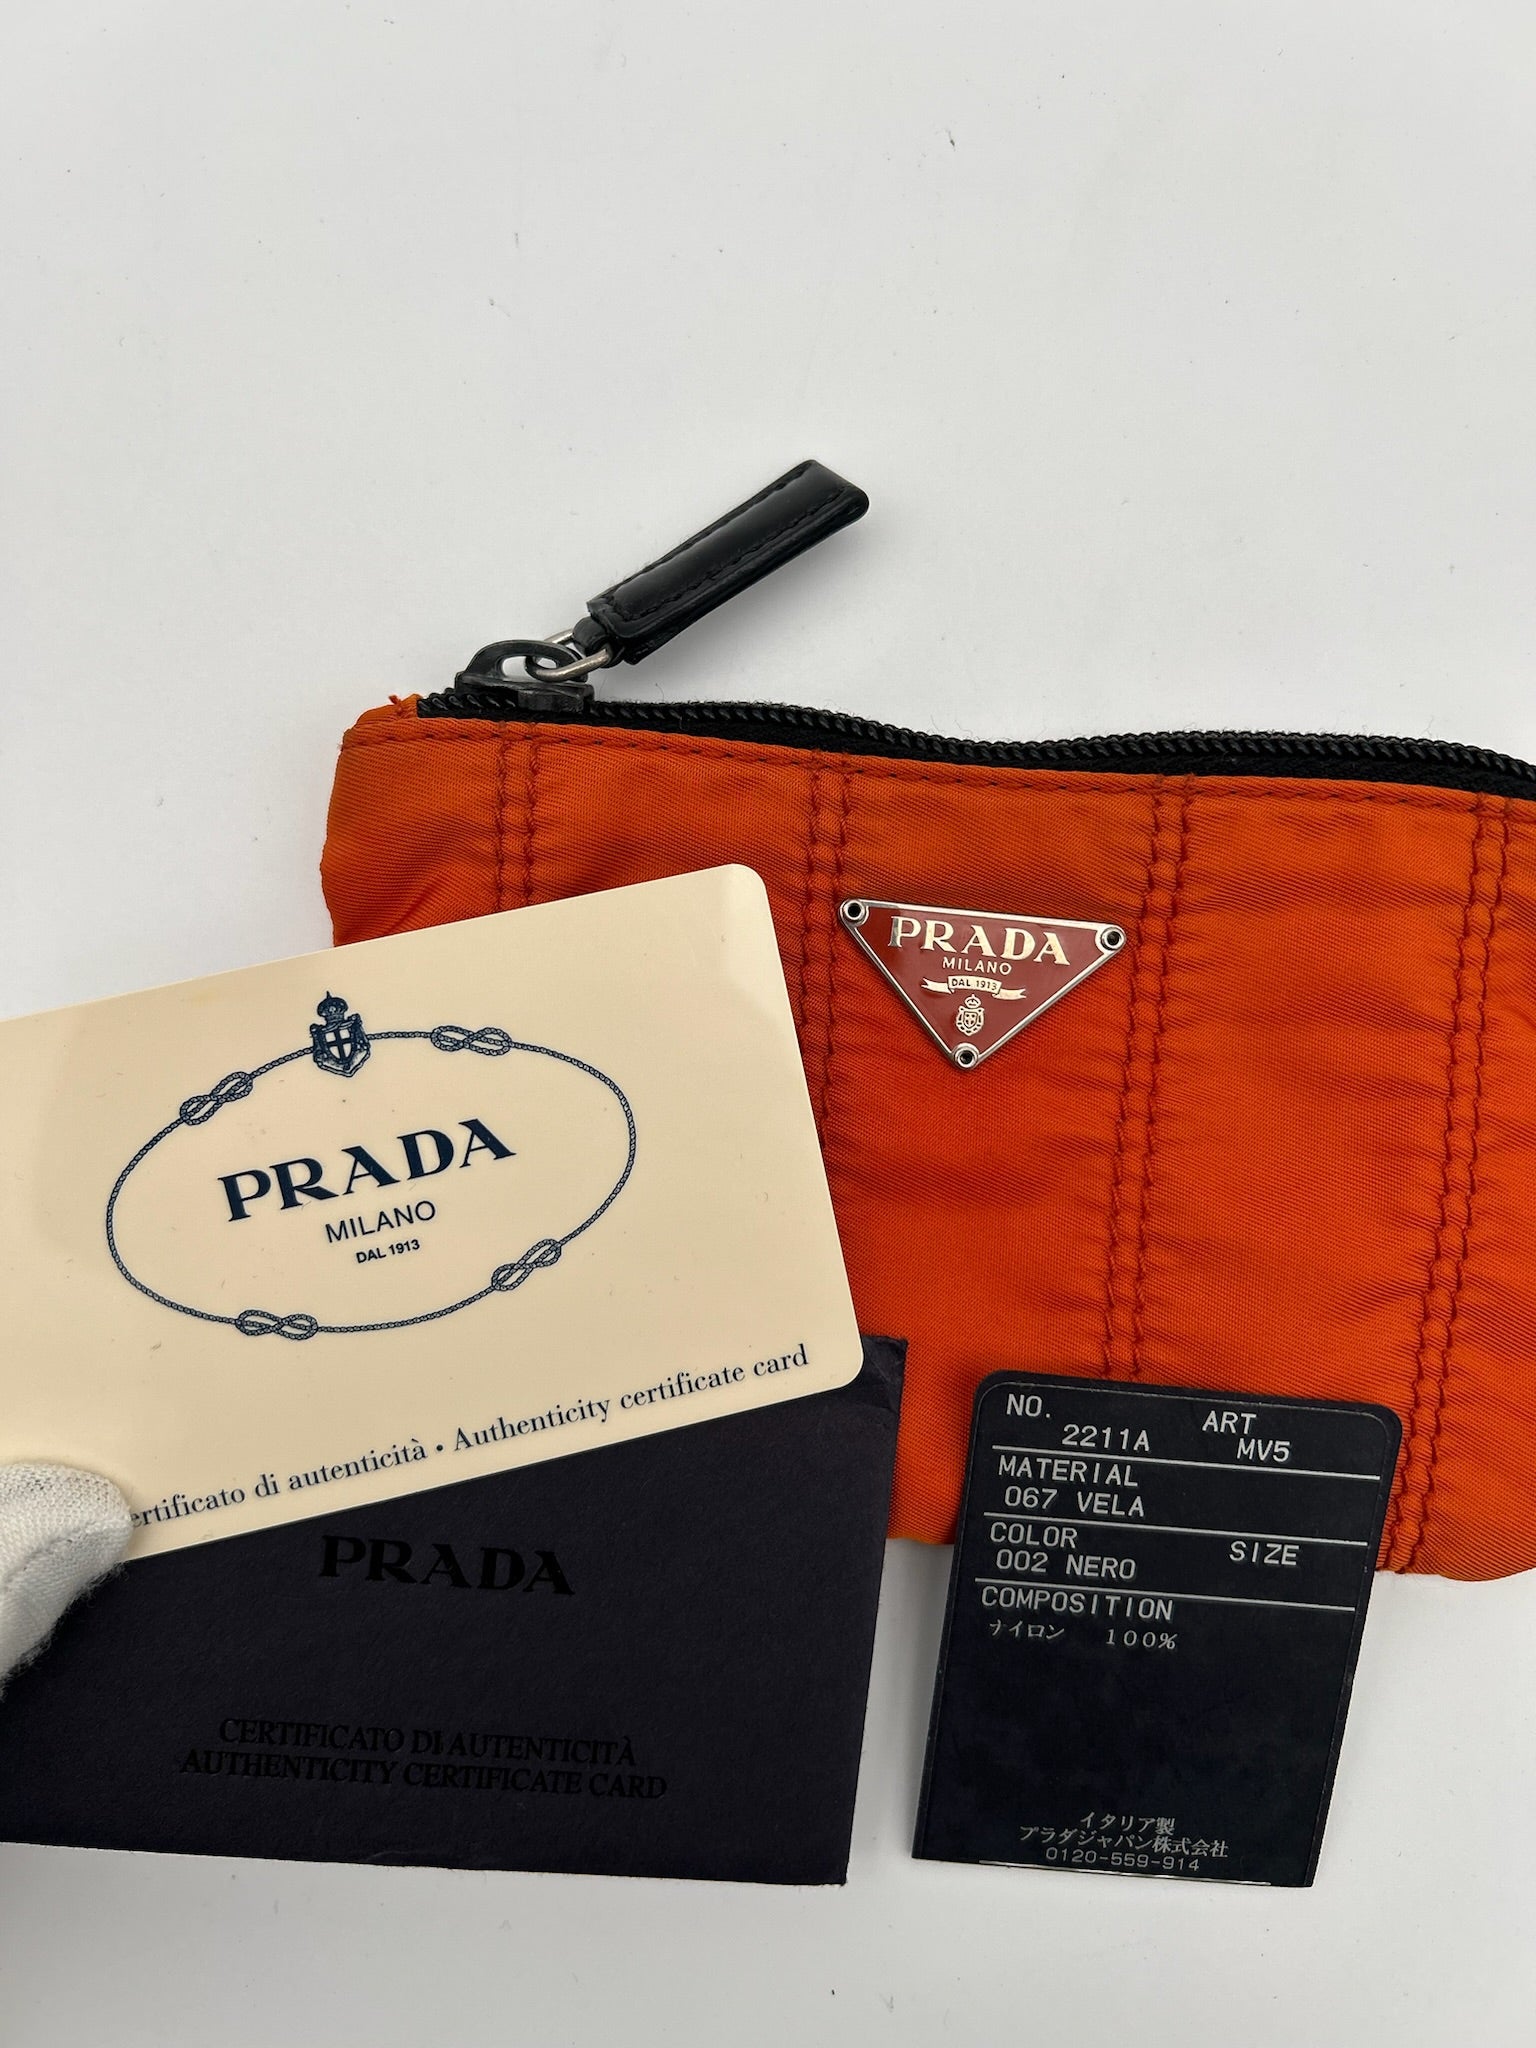 PRADA
MILANO
DAL 1913
PRADA
MILANO
DAL 1913
ertificato di autenticità • Authenticity certificate card
PRADA
CERTIFICATO DI AUTENTICITÀ
AUTHENTICITY CERTIFICATE CARD
NO. ART
2211A MV5
MATERIAL
067 VELA
COLOR SIZE
002 NERO
COMPOSITION
ナイロン 100%
イタリア製
プラダジャパン株式会社
0120-559-914